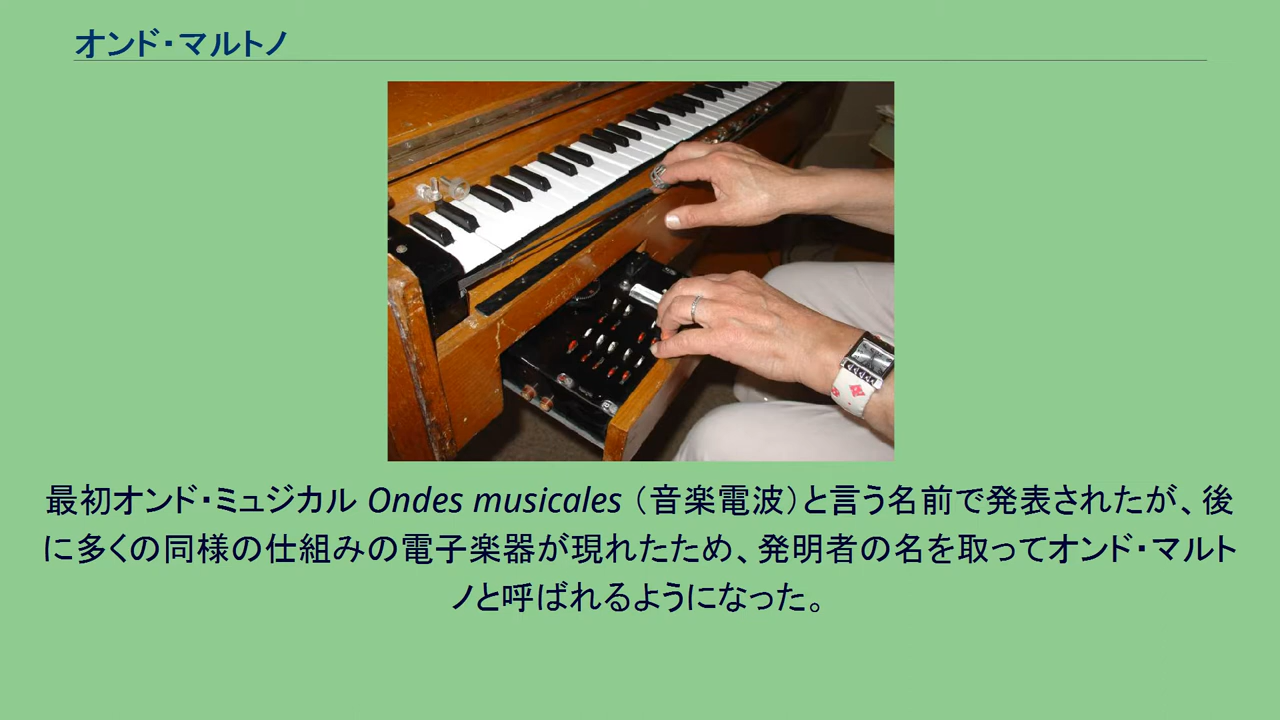 オンド・マルトノ
最初オンド・ミュジカル Ondes musicales （音楽電波）と言う名前で発表されたが、後
に多くの同様の仕組みの電子楽器が現れたため、発明者の名を取ってオンド・マルト
ノと呼ばれるようになった。